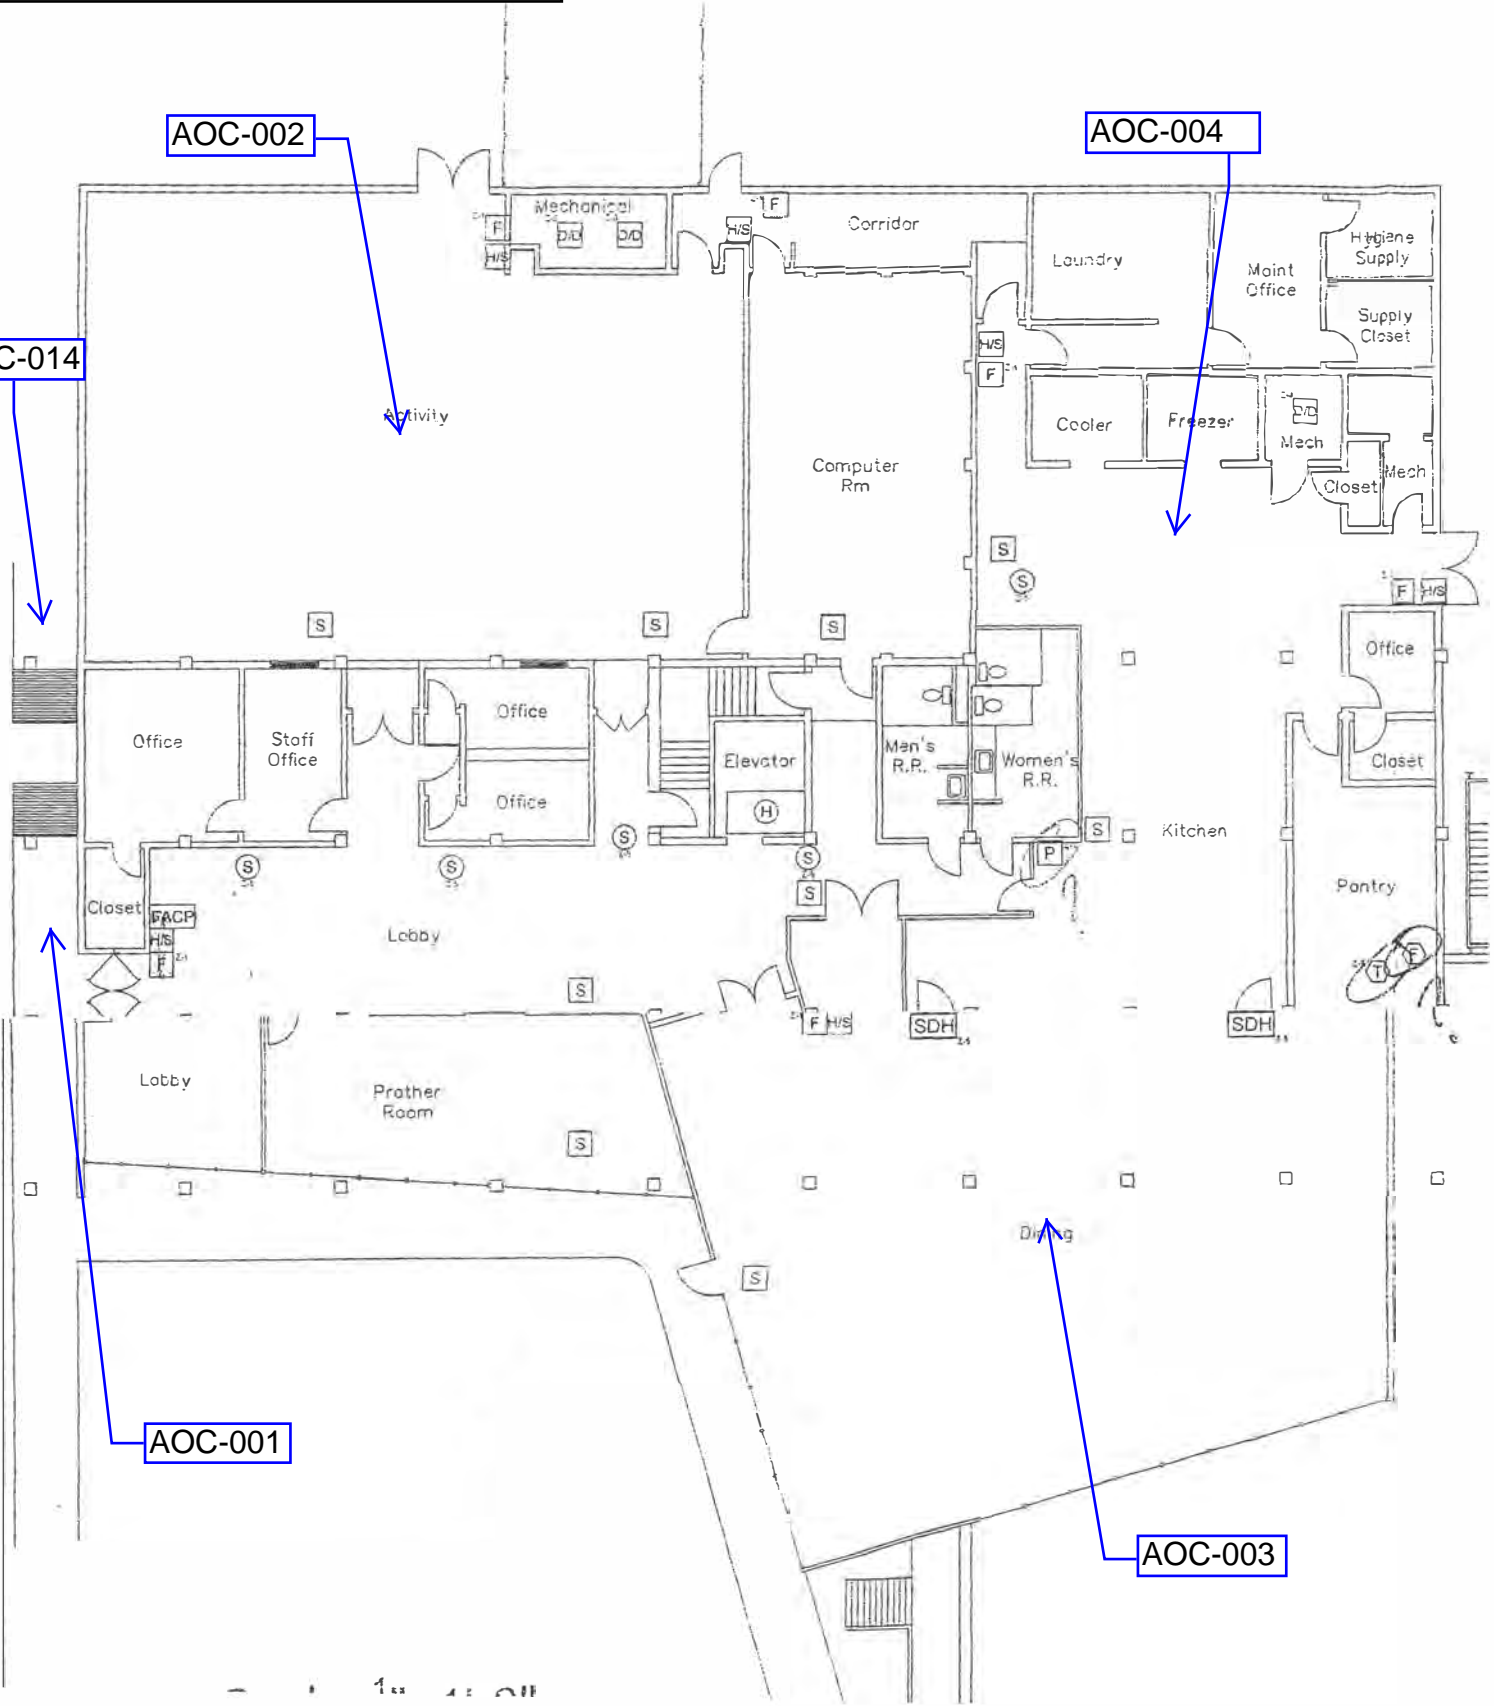 AOC-002
AOC-004
Mechanical
F
D/D
D/D
H/S
H/S
F
Corridor
Laundry
Maint
Office
Hygiene
Supply
Supply
Closet
C-014
H/S
F
Activity
Cooler
Freezer
D/D
Mech
Closet
Mech
Computer
Rm
S
S
F
H/S
S
S
S
Office
Office
Staff
Office
Office
Office
Elevator
H
Men's
R.R.
Women's
R.R.
Closet
Kitchen
S
S
S
S
S
S
P
Pantry
Closet
FACP
H/S
F
Lobby
T
F
S
F
H/S
SDH
SDH
Lobby
Prather
Room
S
Dining
S
AOC-001
AOC-003